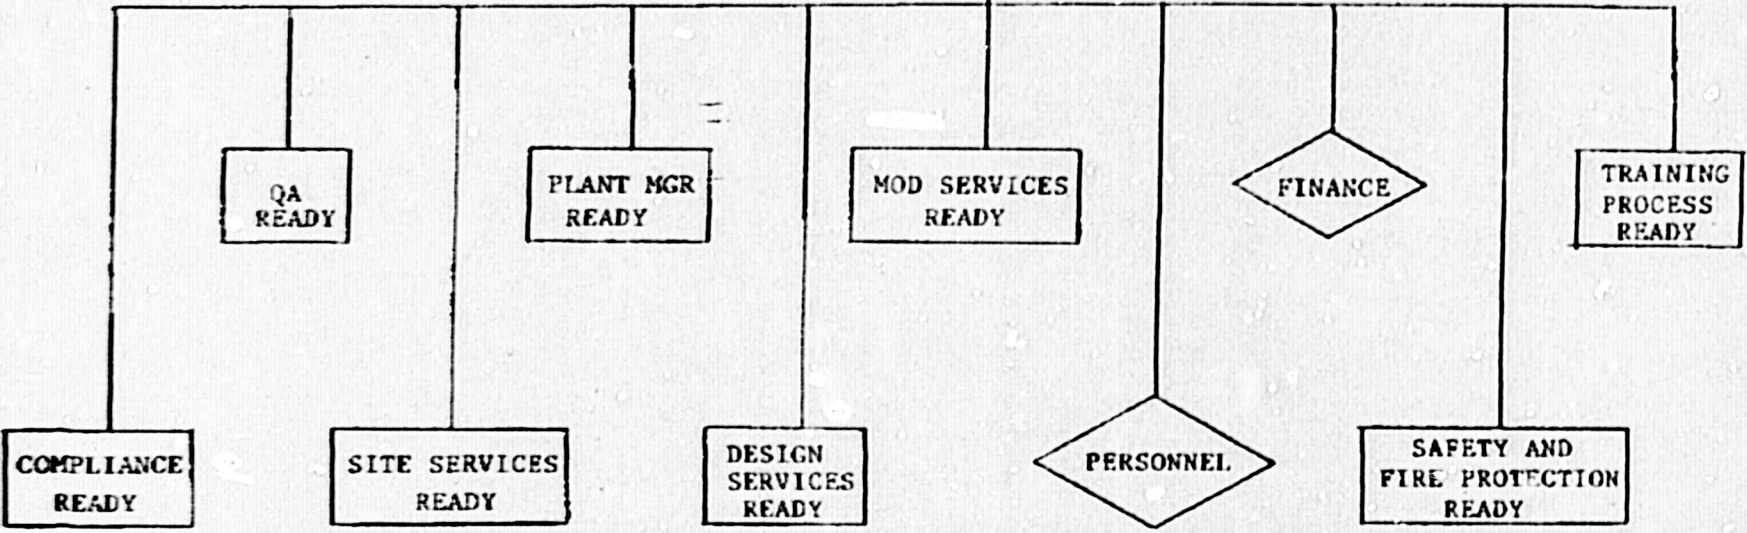 QA
READY
PLANT MGR
READY
MOD SERVICES
READY
FINANCE
TRAINING
PROCESS
READY
COMPLIANCE
READY
SITE SERVICES
READY
DESIGN
SERVICES
READY
PERSONNEL
SAFETY AND
FIRE PROTECTION
READY